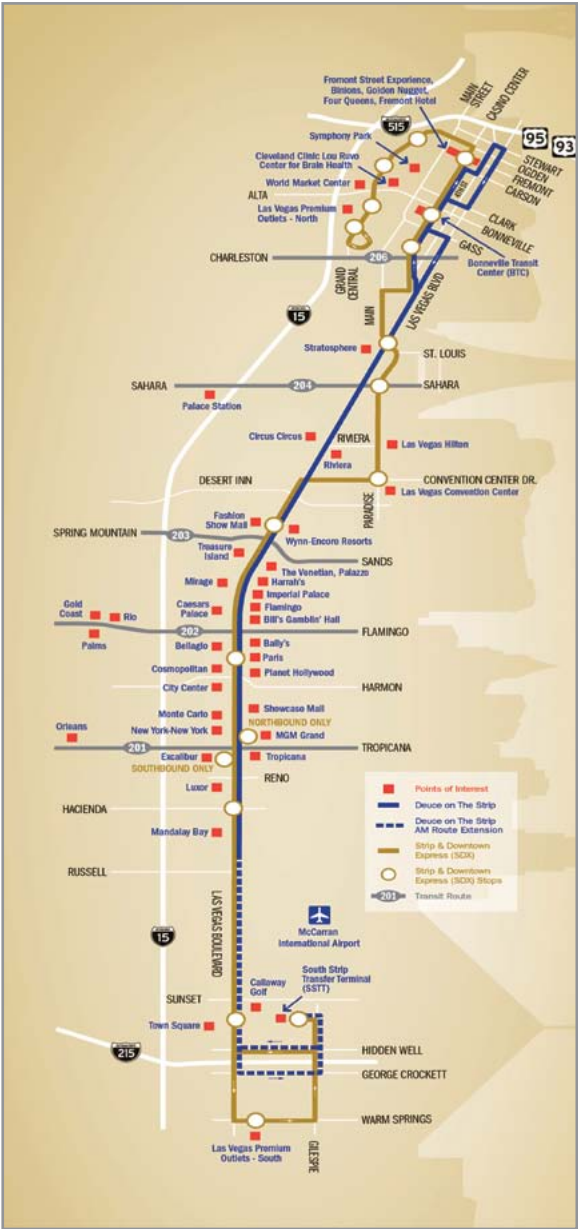 MAIN
STREET
CASINO CENTER
Fremont Street Experience,
Binions, Golden Nugget,
Four Queens, Fremont Hotel
515
95
93
Symphony Park
STEWART
OGDEN
FREMONT
CARSON
Cleveland Clinic Lou Ruvo
Center for Brain Health
World Market Center
ALTA
4TH ST
Las Vegas Premium
Outlets - North
CLARK
BONNEVILLE
GASS
Bonneville Transit
Center (BTC)
CHARLESTON
206
GRAND
CENTRAL
MAIN
LAS VEGAS BLVD
15
Stratosphere
ST. LOUIS
SAHARA
204
SAHARA
Palace Station
Circus Circus
RIVIERA
Riviera
Las Vegas Hilton
DESERT INN
CONVENTION CENTER DR.
Las Vegas Convention Center
PARADISE
Fashion
Show Mall
SPRING MOUNTAIN
203
Wynn-Encore Resorts
Treasure
Island
SANDS
The Venetian, Palazzo
Mirage
Harrah's
Imperial Palace
Gold
Coast
Rio
Caesars
Palace
Flamingo
Bill's Gamblin' Hall
202
FLAMINGO
Palms
Bellagio
Bally's
Paris
Cosmopolitan
Planet Hollywood
City Center
HARMON
Monte Carlo
Showcase Mall
Orleans
New York-New York
NORTHBOUND ONLY
MGM Grand
201
TROPICANA
Excalibur
Tropicana
SOUTHBOUND ONLY
RENO
Luxor
HACIENDA
Mandalay Bay
RUSSELL
Points of Interest
Deuce on The Strip
Deuce on The Strip
AM Route Extension
Strip & Downtown
Express (SDX)
Strip & Downtown
Express (SDX) Stops
201
Transit Route
LAS VEGAS BOULEVARD
15
McCarran
International Airport
South Strip
Transfer Terminal
(SSTT)
Callaway
Golf
SUNSET
Town Square
215
HIDDEN WELL
GEORGE CROCKETT
WARM SPRINGS
Las Vegas Premium
Outlets - South
GILESPIE